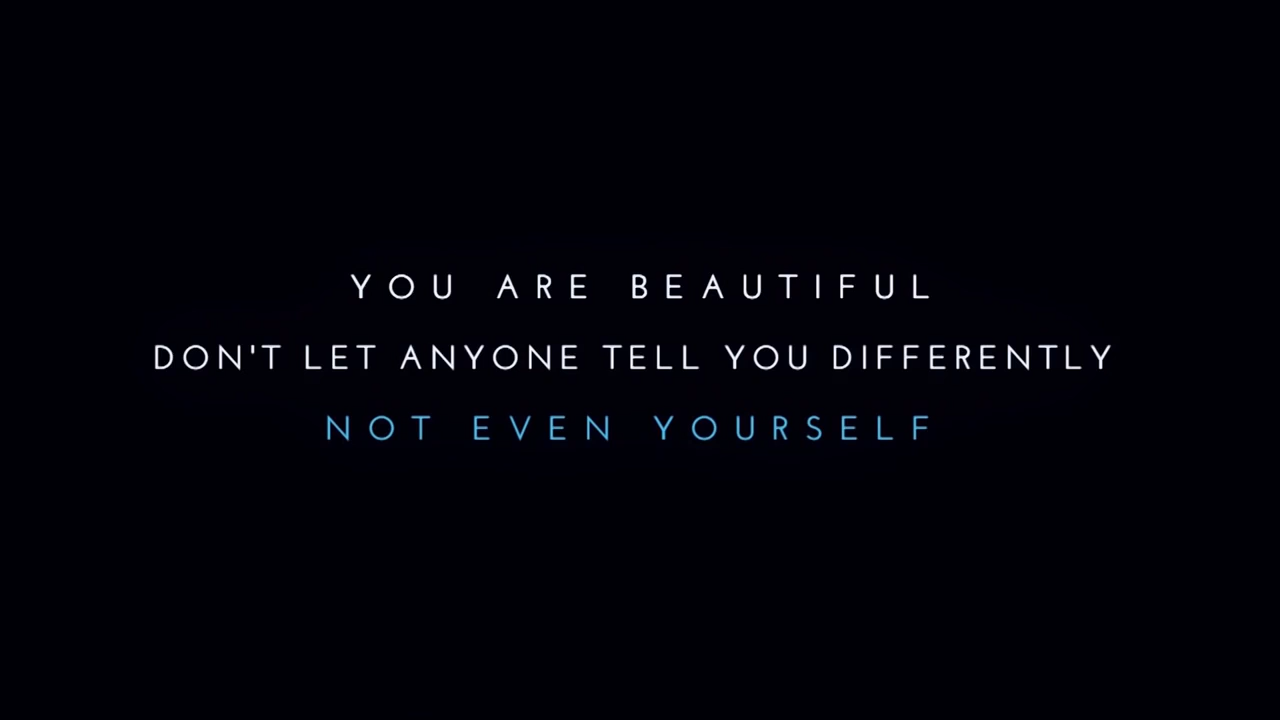 YOU ARE BEAUTIFUL
DON'T LET ANYONE TELL YOU DIFFERENTLY
NOT EVEN YOURSELF